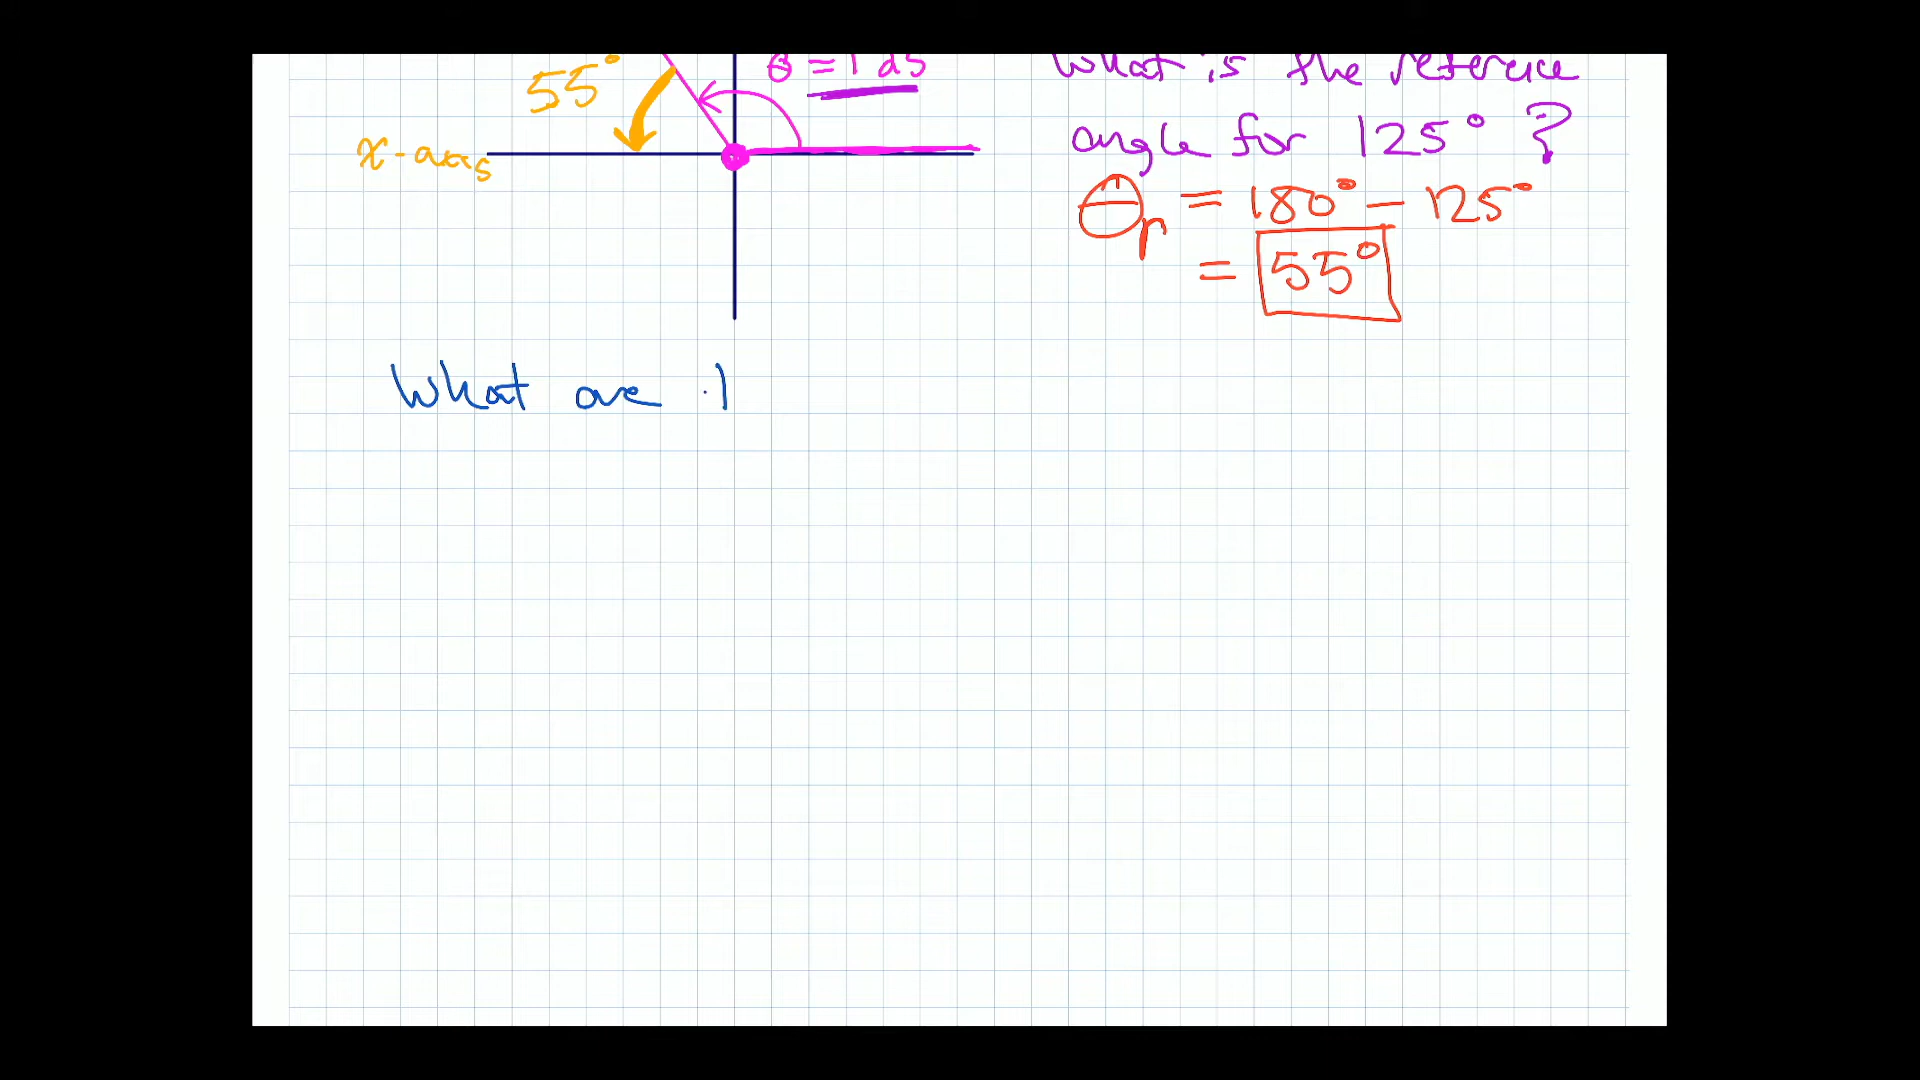 55°
θ = 125
x-axis
What is the reference
angle for 125° ?
θr = 180° - 125°
= 55°
What are